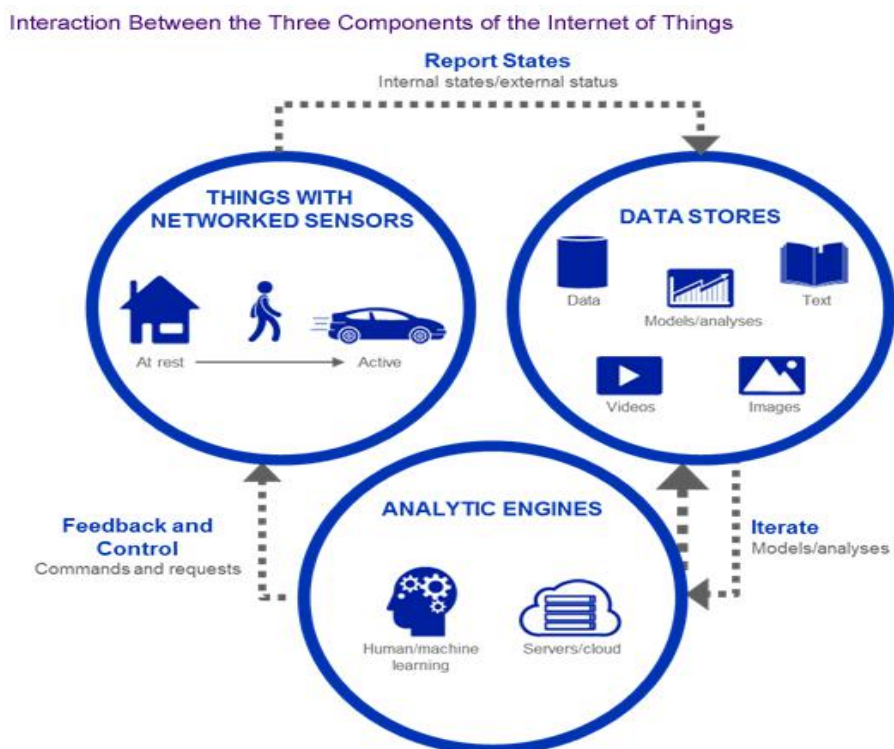 Interaction Between the Three Components of the Internet of Things
Report States
Internal states/external status
THINGS WITH
NETWORKED SENSORS
At rest
Active
DATA STORES
Data
Models/analyses
Text
Videos
Images
Feedback and
Control
Commands and requests
ANALYTIC ENGINES
Human/machine
learning
Servers/cloud
Iterate
Models/analyses